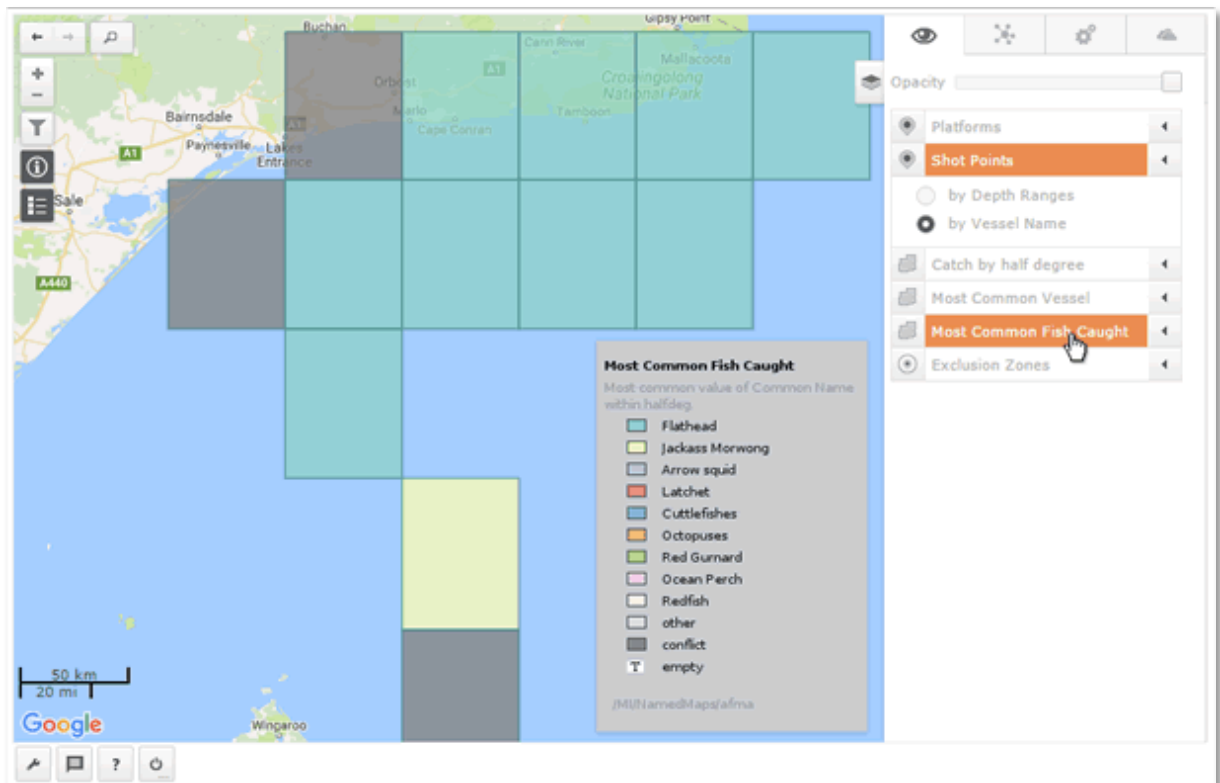 Buchan
Gipsy Point
Cann River
A1
Mallacoota
Orbost
Croajingolong
National Park
Marlo
Tamboon
Cape Conran
Bairnsdale
A1
A1
Paynesville
Lakes
Entrance
Sale
A440
50 km
20 mi
Google
Wingaroo
Most Common Fish Caught
Most common value of Common Name
within halfdeg.
Flathead
Jackass Morwong
Arrow squid
Latchet
Cuttlefishes
Octopuses
Red Gurnard
Ocean Perch
Redfish
other
conflict
T empty
/MI/NamedMaps/afma
Opacity
Platforms
Shot Points
by Depth Ranges
by Vessel Name
Catch by half degree
Most Common Vessel
Most Common Fish Caught
Exclusion Zones
?